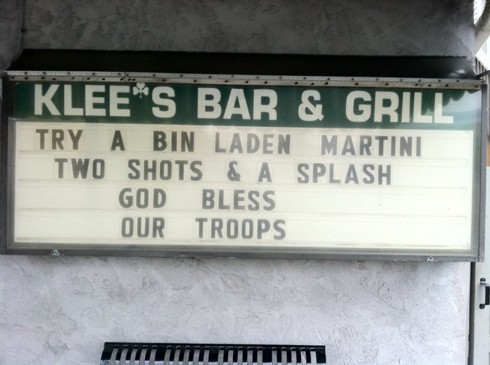 KLEE'S BAR & GRILL
TRY A BIN LADEN MARTINI
TWO SHOTS & A SPLASH
GOD BLESS
OUR TROOPS